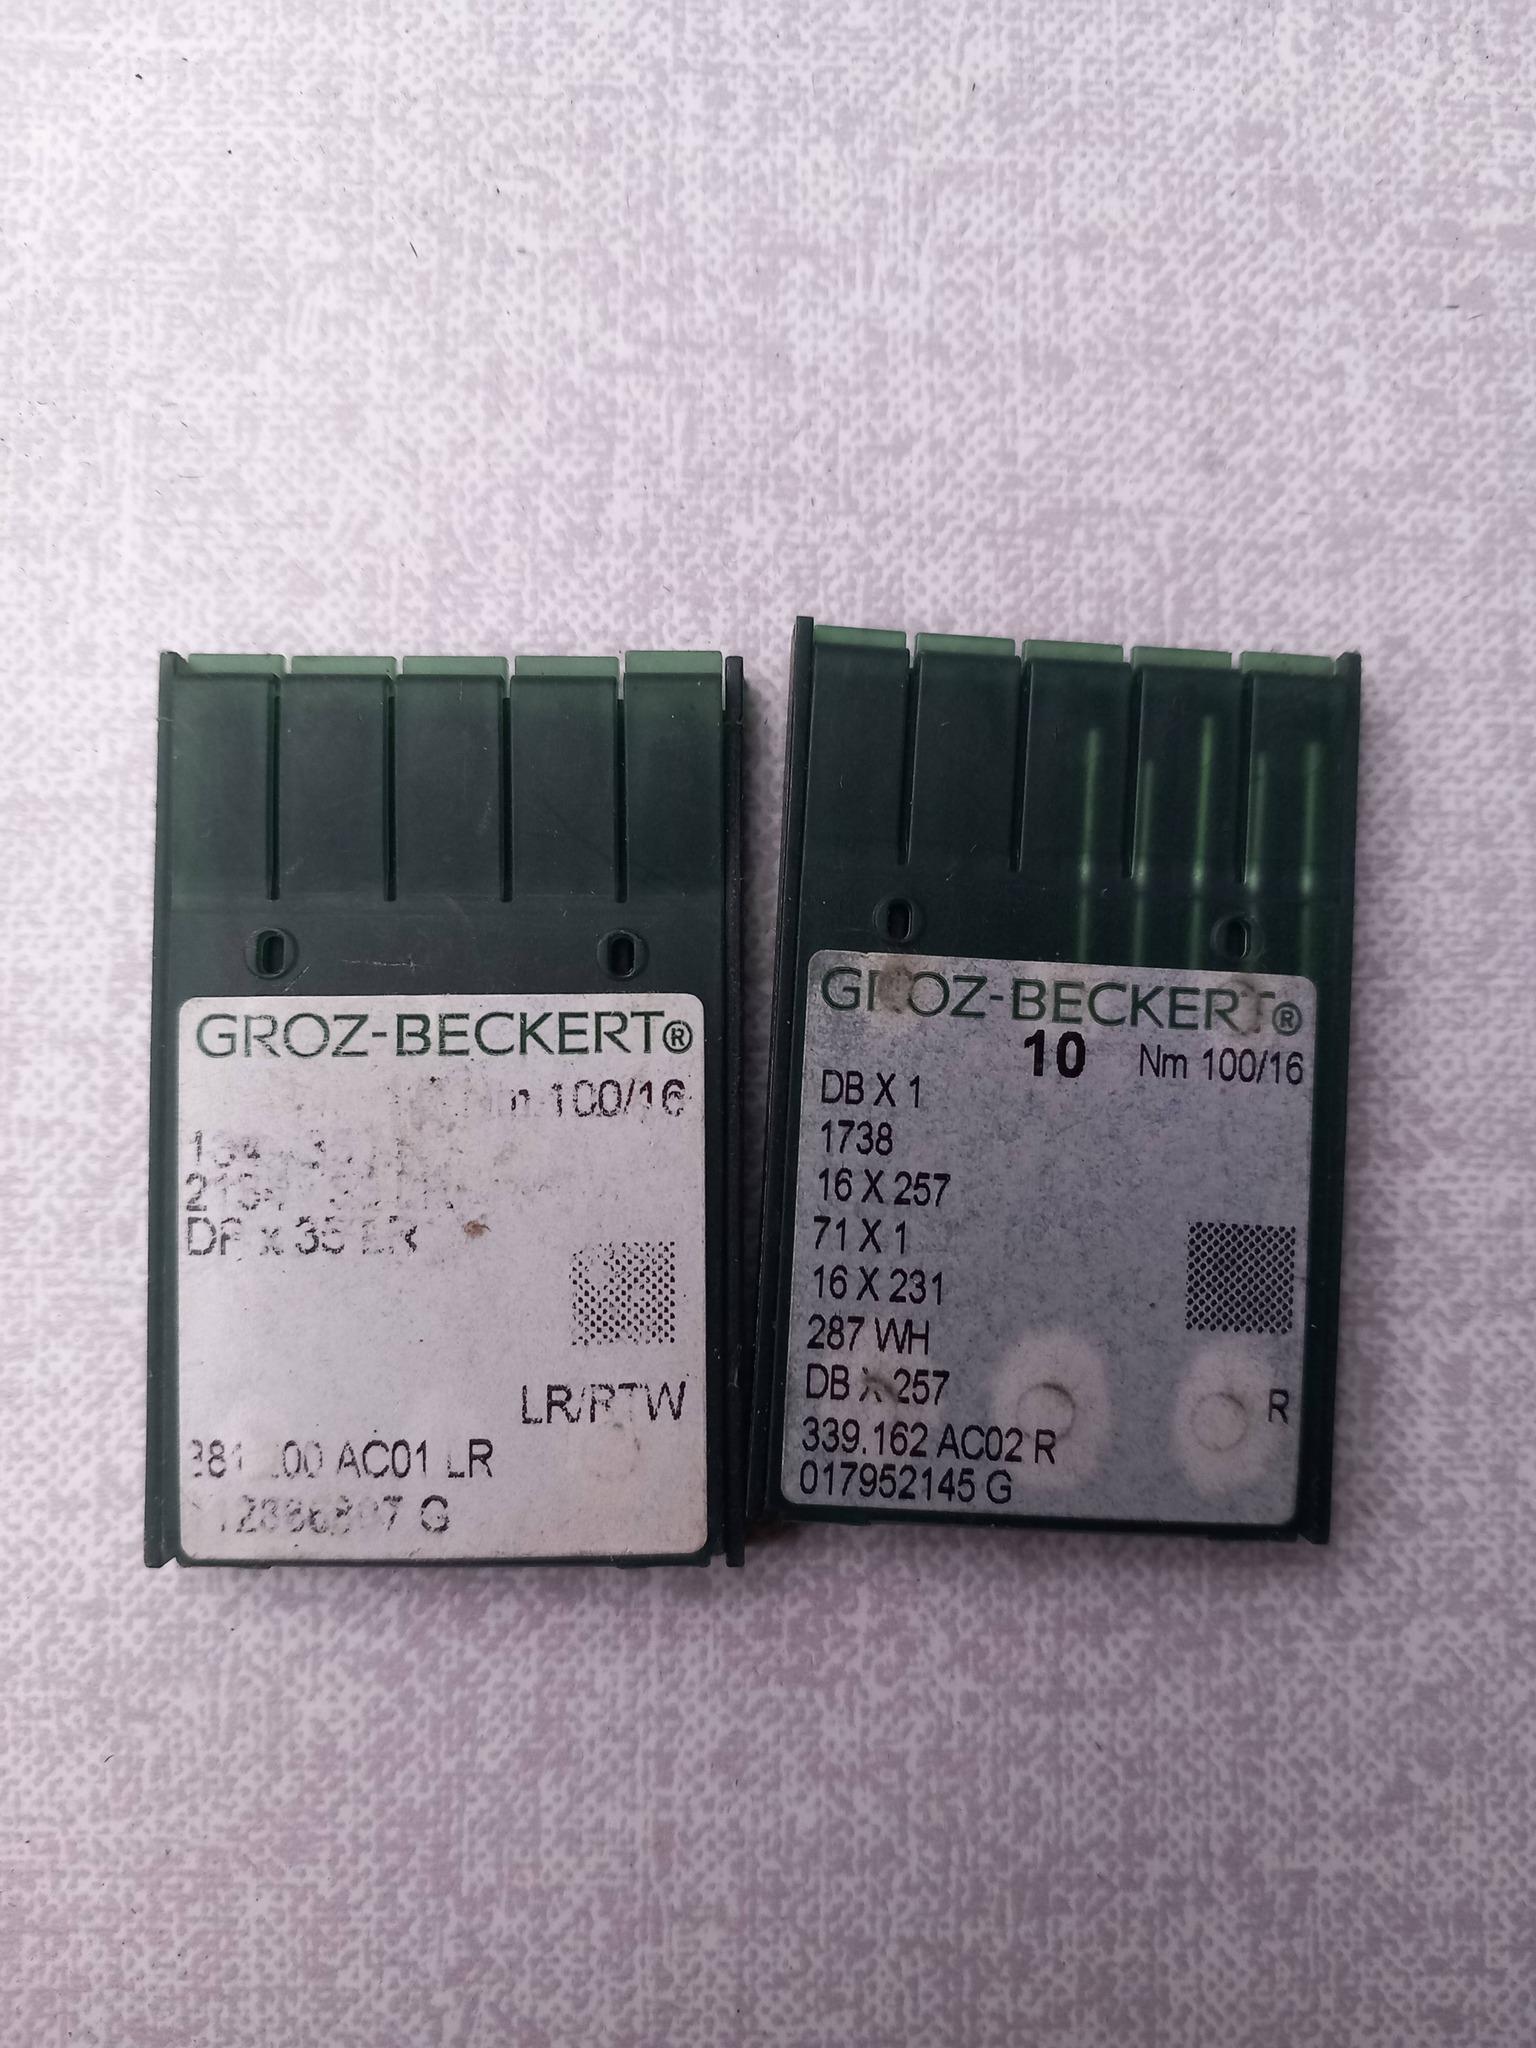 GROZ-BECKERT®
100/16
LR/RTW
AC01 LR
G
GROZ-BECKERT®
10 Nm 100/16
DB X 1
1738
16 X 257
71 X 1
16 X 231
287 WH
DB X 257
R
339.162 AC02 R
017952145 G